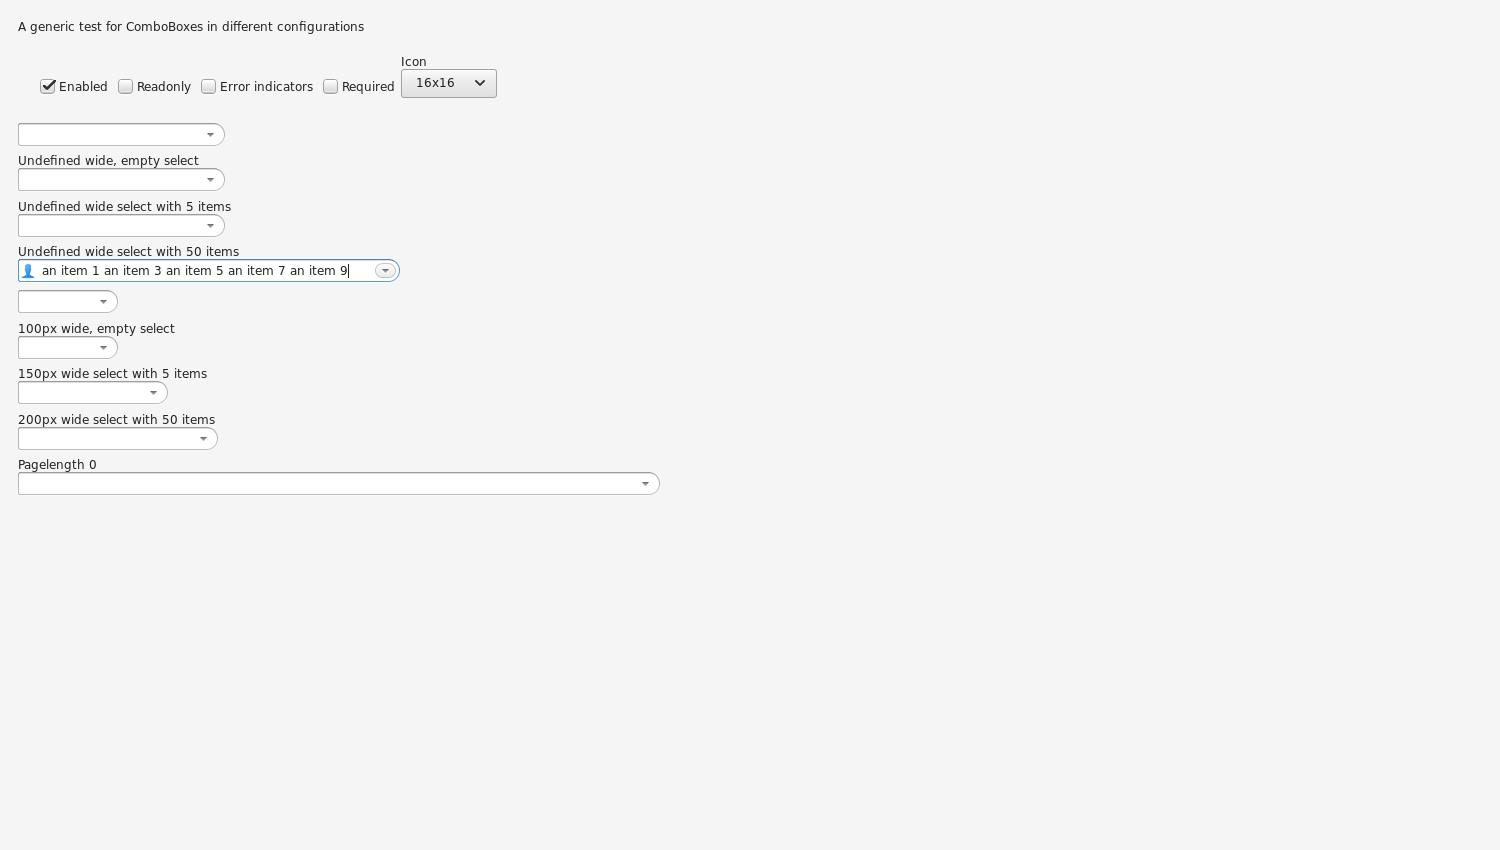 A generic test for ComboBoxes in different configurations
Icon
Enabled Readonly Error indicators Required 16x16
Undefined wide, empty select
Undefined wide select with 5 items
Undefined wide select with 50 items
an item 1 an item 3 an item 5 an item 7 an item 9
100px wide, empty select
150px wide select with 5 items
200px wide select with 50 items
Pagelength 0